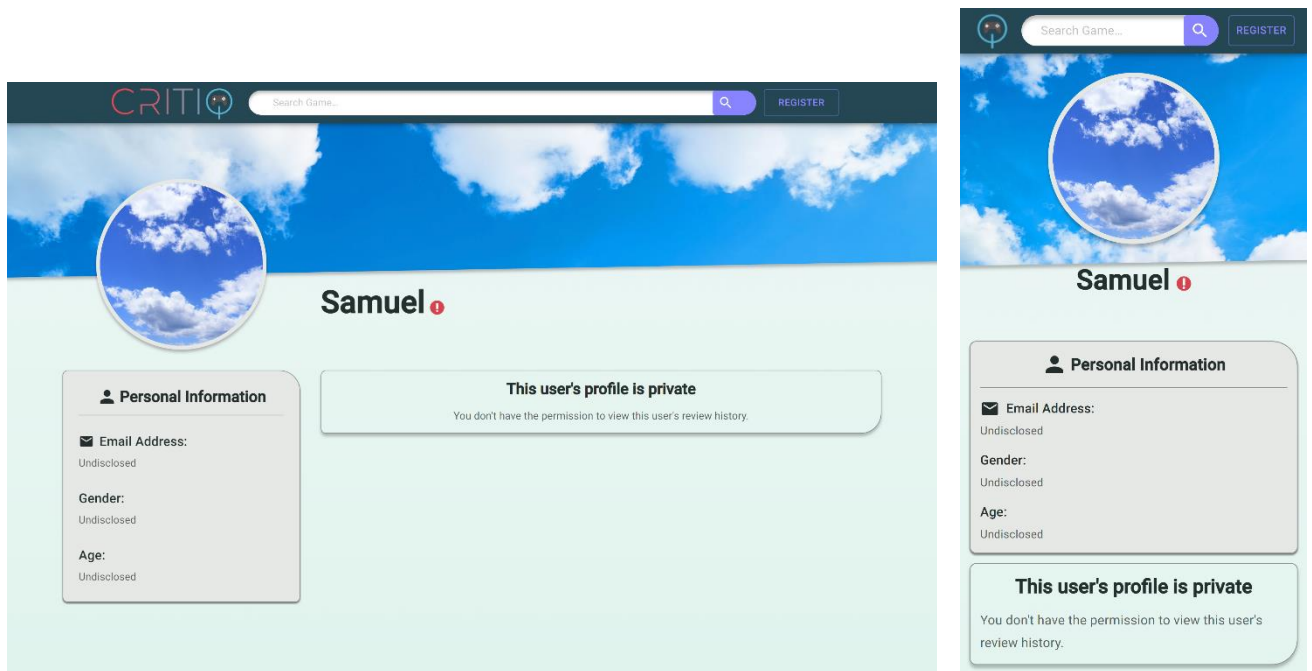 CRITIQ
Search Game...
REGISTER
Samuel
Personal Information
Email Address:
Undisclosed
Gender:
Undisclosed
Age:
Undisclosed
This user's profile is private
You don't have the permission to view this user's review history.
Search Game...
REGISTER
Samuel
Personal Information
Email Address:
Undisclosed
Gender:
Undisclosed
Age:
Undisclosed
This user's profile is private
You don't have the permission to view this user's
review history.